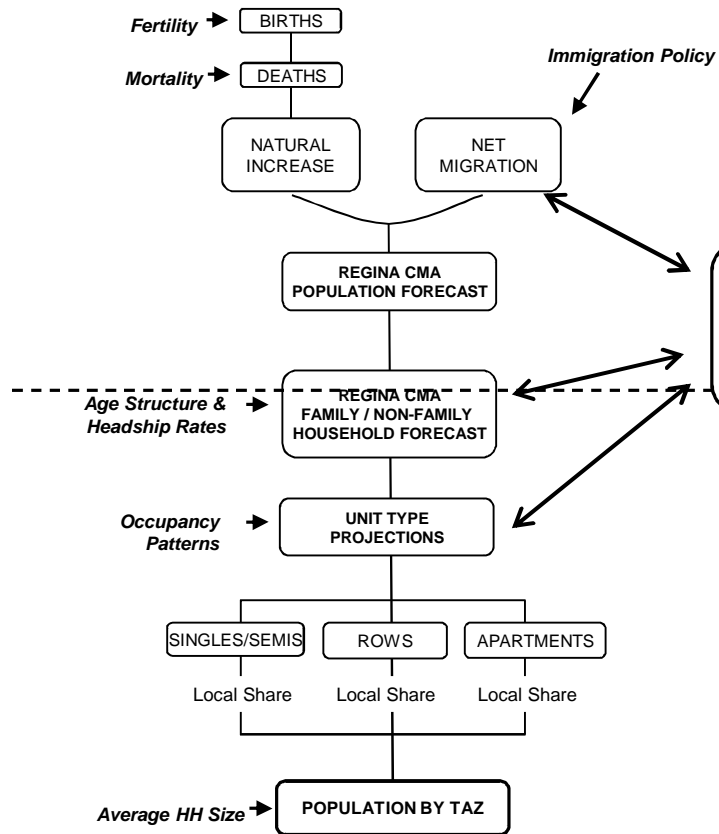 Fertility
BIRTHS
Mortality
DEATHS
Immigration Policy
NATURAL
INCREASE
NET
MIGRATION
REGINA CMA
POPULATION FORECAST
Age Structure &
Headship Rates
REGINA CMA
FAMILY / NON-FAMILY
HOUSEHOLD FORECAST
Occupancy
Patterns
UNIT TYPE
PROJECTIONS
SINGLES/SEMIS
ROWS
APARTMENTS
Local Share
Local Share
Local Share
Average HH Size
POPULATION BY TAZ